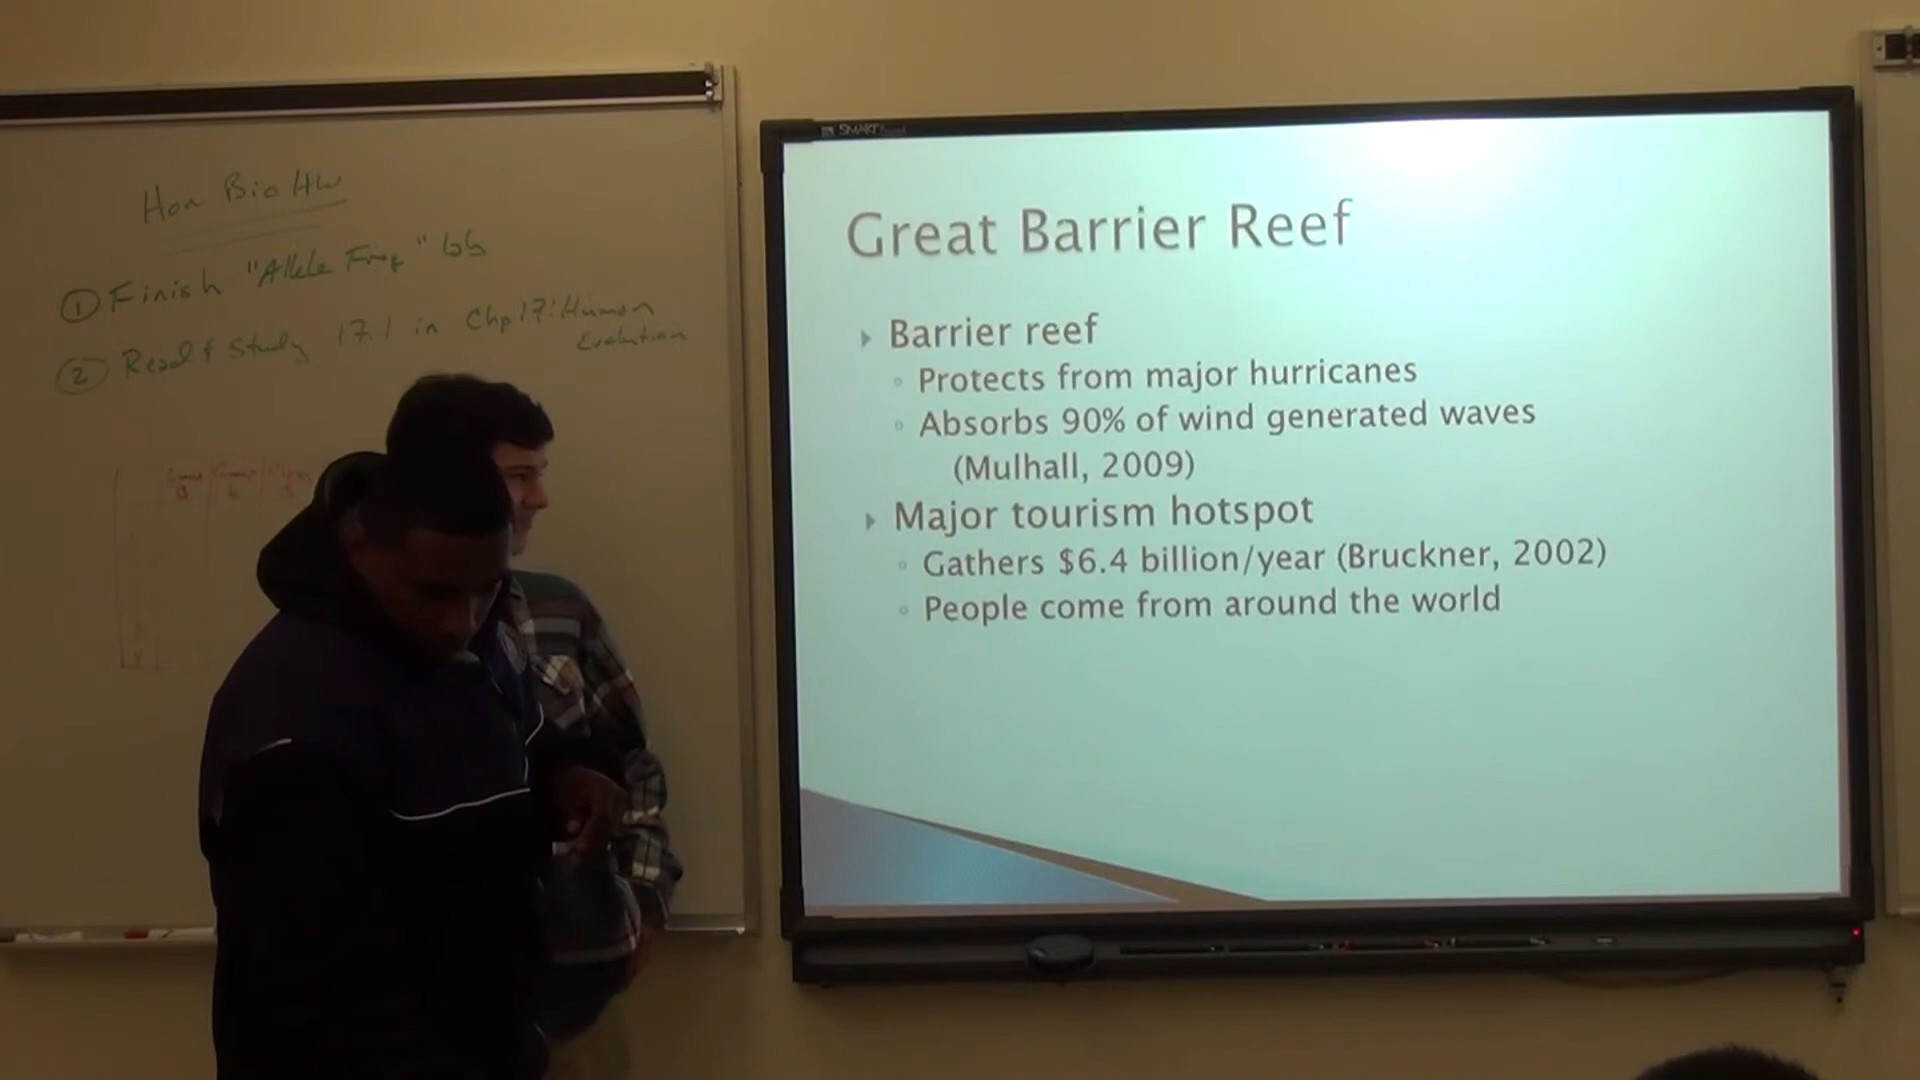 Hon Bio HW
① Finish "Allele Freq" lab
② Read & Study 17.1 in Chp 17: Human
Evolution
SMART
Great Barrier Reef
Barrier reef
Protects from major hurricanes
Absorbs 90% of wind generated waves
(Mulhall, 2009)
Major tourism hotspot
Gathers $6.4 billion/year (Bruckner, 2002)
People come from around the world